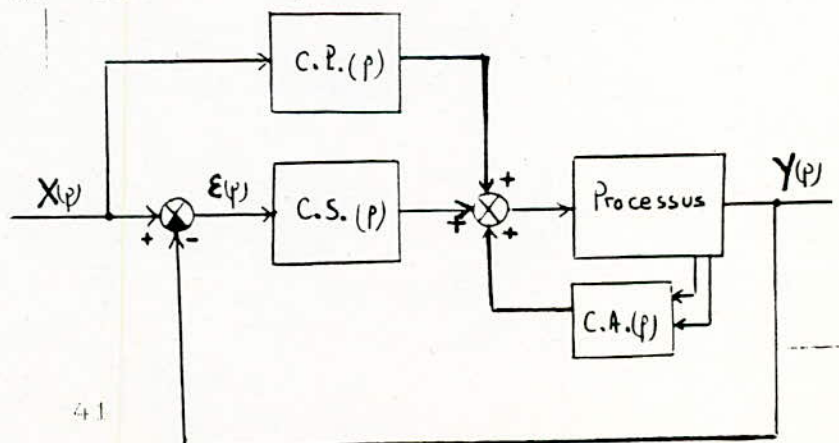 C.P.(p)
X(p)
+
-
ε(p)
C.S.(p)
+
+
+
Processus
Y(p)
C.A.(p)
41